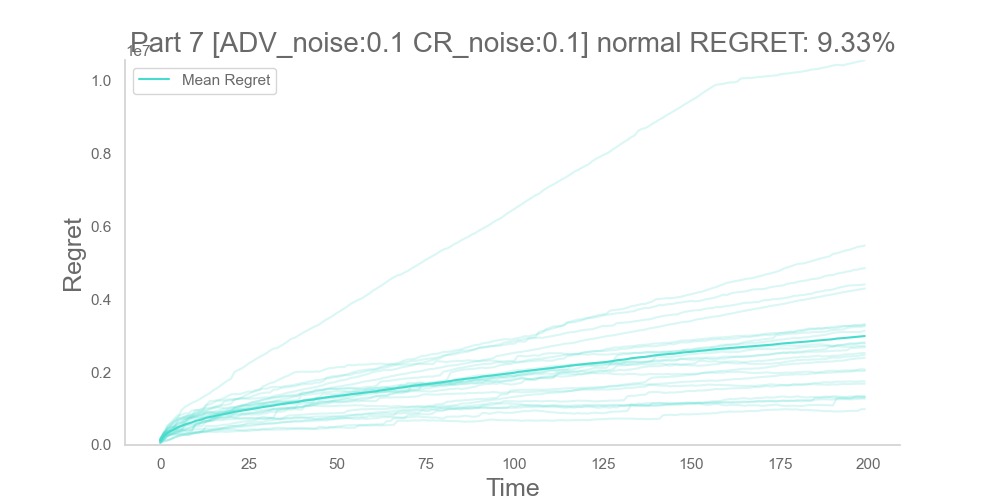 Part 7 [ADV_noise:0.1 CR_noise:0.1] normal REGRET: 9.33%
1e7
Mean Regret
1.0
0.8
0.6
0.4
0.2
0.0
Regret
0 25 50 75 100 125 150 175 200
Time